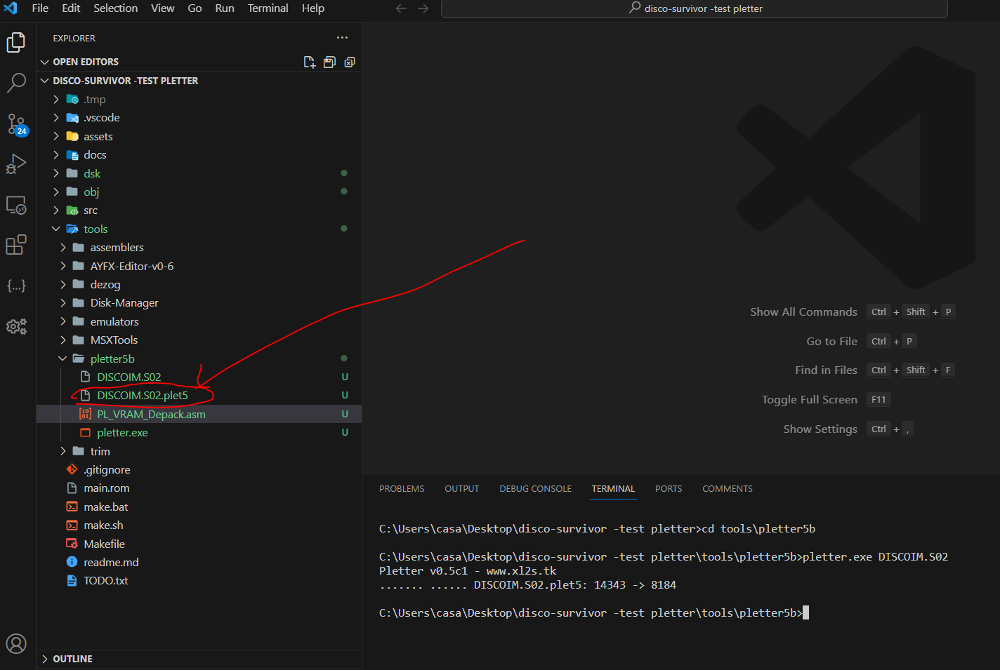 File Edit Selection View Go Run Terminal Help
disco-survivor -test pletter
EXPLORER
OPEN EDITORS
DISCO-SURVIVOR -TEST PLETTER
.tmp
.vscode
assets
docs
dsk
obj
src
tools
assemblers
AYFX-Editor-v0-6
dezog
Disk-Manager
emulators
MSXTools
pletter5b
DISCOIM.S02 U
DISCOIM.S02.plet5 U
PL_VRAM_Depack.asm U
pletter.exe U
trim
.gitignore
main.rom
make.bat
make.sh
Makefile
readme.md
TODO.txt
OUTLINE
24
Show All Commands Ctrl + Shift + P
Go to File Ctrl + P
Find in Files Ctrl + Shift + F
Toggle Full Screen F11
Show Settings Ctrl + ,
PROBLEMS OUTPUT DEBUG CONSOLE TERMINAL PORTS COMMENTS
C:\Users\casa\Desktop\disco-survivor -test pletter>cd tools\pletter5b
C:\Users\casa\Desktop\disco-survivor -test pletter\tools\pletter5b>pletter.exe DISCOIM.S02
Pletter v0.5c1 - www.xl2s.tk
....... ...... DISCOIM.S02.plet5: 14343 -> 8184
C:\Users\casa\Desktop\disco-survivor -test pletter\tools\pletter5b>